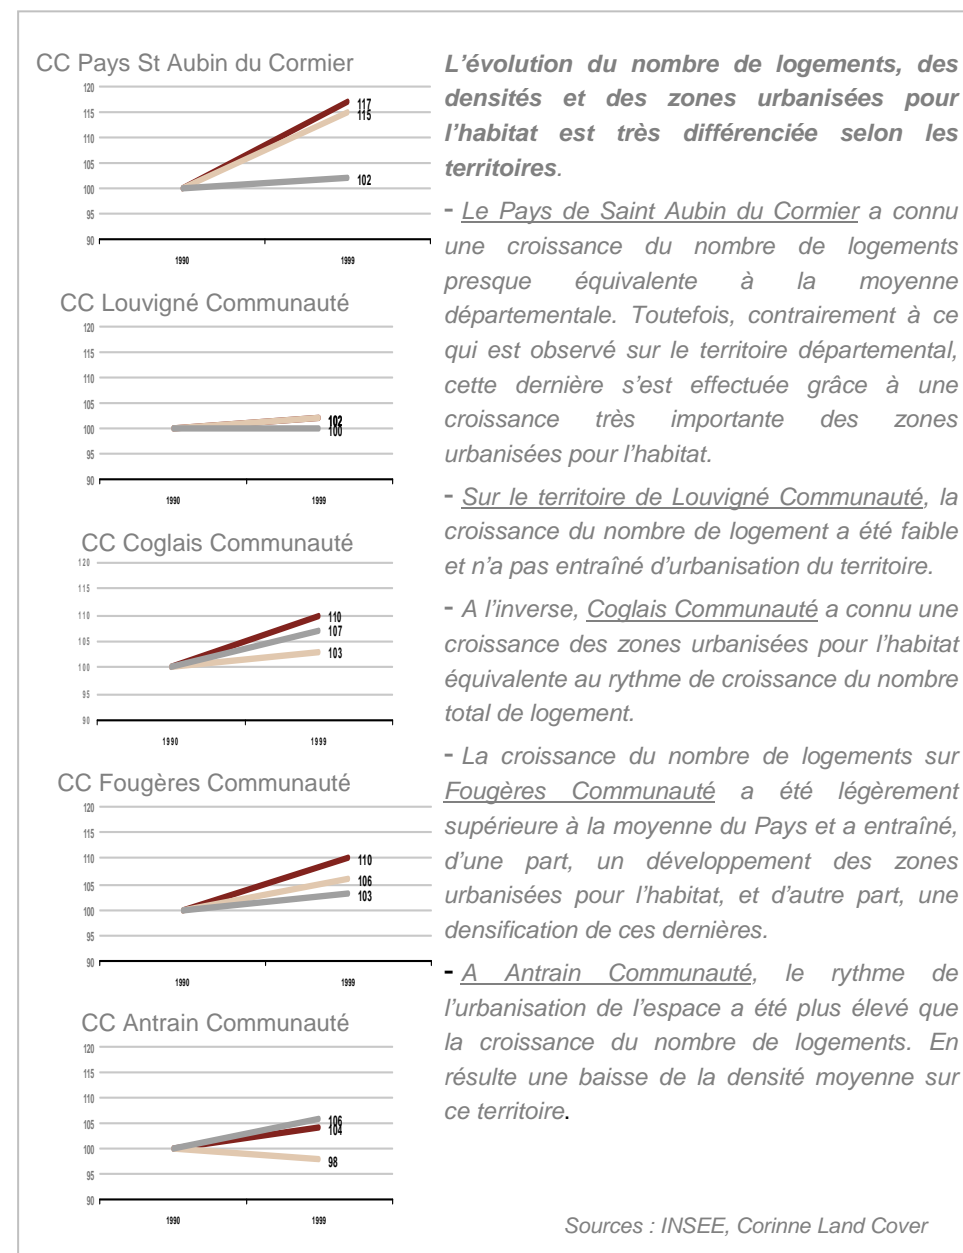 CC Pays St Aubin du Cormier
120
115
110
105
100
95
90
117
115
102
1990
1999
CC Louvigné Communauté
120
115
110
105
100
95
90
102
100
1990
1999
CC Coglais Communauté
120
115
110
105
100
95
90
110
107
103
1990
1999
CC Fougères Communauté
120
115
110
105
100
95
90
110
106
103
1990
1999
CC Antrain Communauté
120
115
110
105
100
95
90
106
104
98
1990
1999
L'évolution du nombre de logements, des
densités et des zones urbanisées pour
l'habitat est très différenciée selon les
territoires.
- Le Pays de Saint Aubin du Cormier a connu
une croissance du nombre de logements
presque équivalente à la moyenne
départementale. Toutefois, contrairement à ce
qui est observé sur le territoire départemental,
cette dernière s'est effectuée grâce à une
croissance très importante des zones
urbanisées pour l'habitat.
- Sur le territoire de Louvigné Communauté, la
croissance du nombre de logement a été faible
et n'a pas entraîné d'urbanisation du territoire.
- A l'inverse, Coglais Communauté a connu une
croissance des zones urbanisées pour l'habitat
équivalente au rythme de croissance du nombre
total de logement.
- La croissance du nombre de logements sur
Fougères Communauté a été légèrement
supérieure à la moyenne du Pays et a entraîné,
d'une part, un développement des zones
urbanisées pour l'habitat, et d'autre part, une
densification de ces dernières.
- A Antrain Communauté, le rythme de
l'urbanisation de l'espace a été plus élevé que
la croissance du nombre de logements. En
résulte une baisse de la densité moyenne sur
ce territoire.
Sources : INSEE, Corinne Land Cover